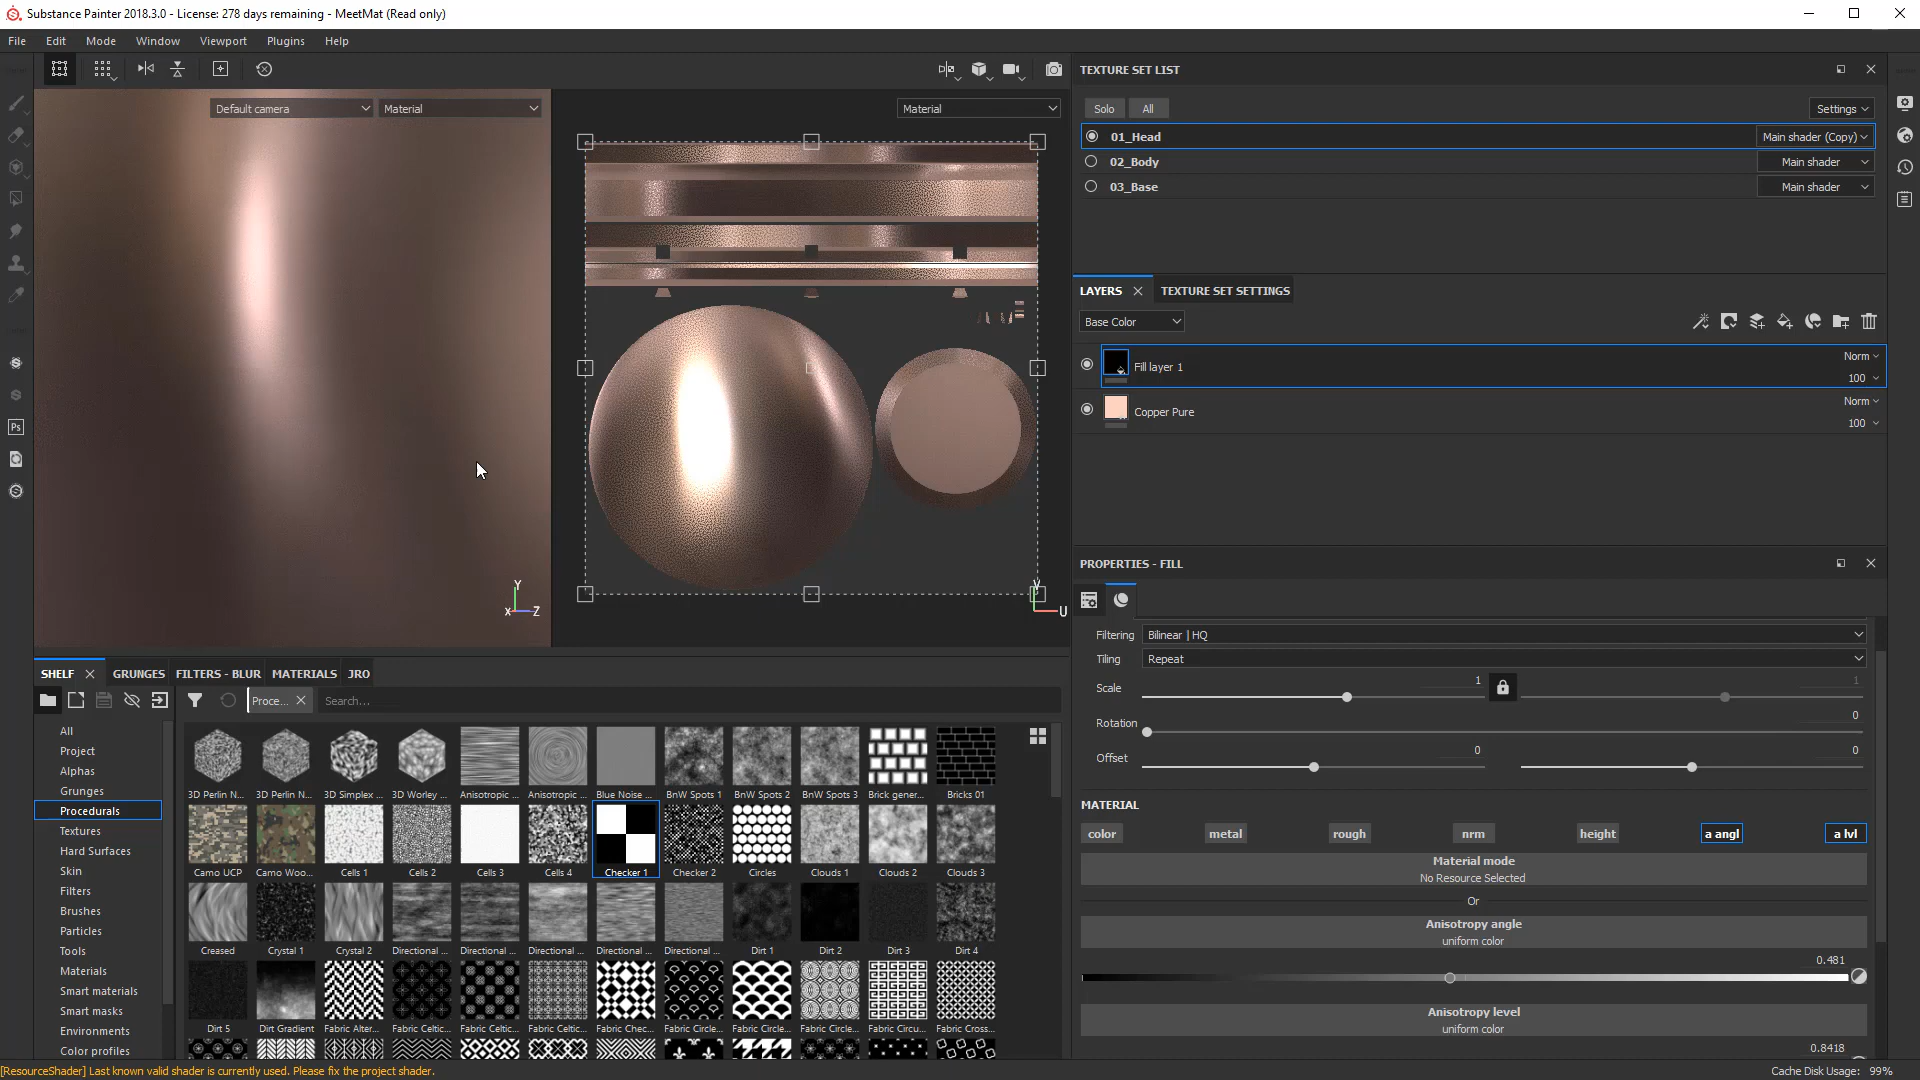 Substance Painter 2018.3.0 - License: 278 days remaining - MeetMat (Read only)
File Edit Mode Window Viewport Plugins Help
Default camera Material Material
TEXTURE SET LIST
Solo All Settings
01_Head Main shader (Copy)
02_Body Main shader
03_Base Main shader
LAYERS TEXTURE SET SETTINGS
Base Color
Fill layer 1 Norm 100
Copper Pure Norm 100
Y
X Z
V
U
PROPERTIES - FILL
Filtering Bilinear | HQ
Tiling Repeat
Scale 1 1
Rotation 0
Offset 0 0
MATERIAL
color metal rough nrm height a angl a lvl
Material mode
No Resource Selected
Or
Anisotropy angle
uniform color
0.481
Anisotropy level
uniform color
0.8418
SHELF GRUNGES FILTERS - BLUR MATERIALS JRO
Proce... Search...
All
Project
Alphas
Grunges
Procedurals
Textures
Hard Surfaces
Skin
Filters
Brushes
Particles
Tools
Materials
Smart materials
Smart masks
Environments
Color profiles
3D Perlin N... 3D Perlin N... 3D Simplex ... 3D Worley ... Anisotropic ... Anisotropic ... Blue Noise ... BnW Spots 1 BnW Spots 2 BnW Spots 3 Brick gener... Bricks 01
Camo UCP Camo Woo... Cells 1 Cells 2 Cells 3 Cells 4 Checker 1 Checker 2 Circles Clouds 1 Clouds 2 Clouds 3
Creased Crystal 1 Crystal 2 Directional ... Directional ... Directional ... Directional ... Directional ... Dirt 1 Dirt 2 Dirt 3 Dirt 4
Dirt 5 Dirt Gradient Fabric Alter... Fabric Celtic... Fabric Celtic... Fabric Celtic... Fabric Chec... Fabric Circle... Fabric Circle... Fabric Circle... Fabric Circu... Fabric Cross...
[ResourceShader] Last known valid shader is currently used. Please fix the project shader.
Cache Disk Usage: 99%